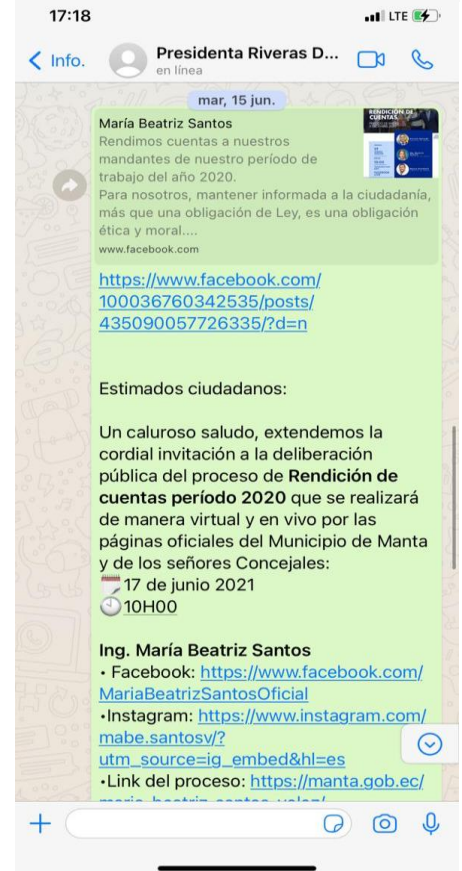 17:18
LTE
Info.
Presidenta Riveras D...
en línea
mar, 15 jun.
María Beatriz Santos
Rendimos cuentas a nuestros
mandantes de nuestro período de
trabajo del año 2020.
Para nosotros, mantener informada a la ciudadanía,
más que una obligación de Ley, es una obligación
ética y moral....
www.facebook.com
RENDICIÓN DE
CUENTAS
https://www.facebook.com/
100036760342535/posts/
435090057726335/?d=n
Estimados ciudadanos:
Un caluroso saludo, extendemos la
cordial invitación a la deliberación
pública del proceso de Rendición de
cuentas período 2020 que se realizará
de manera virtual y en vivo por las
páginas oficiales del Municipio de Manta
y de los señores Concejales:
17 de junio 2021
10H00
Ing. María Beatriz Santos
• Facebook: https://www.facebook.com/
MariaBeatrizSantosOficial
•Instagram: https://www.instagram.com/
mabe.santosv/?
utm_source=ig_embed&hl=es
•Link del proceso: https://manta.gob.ec/